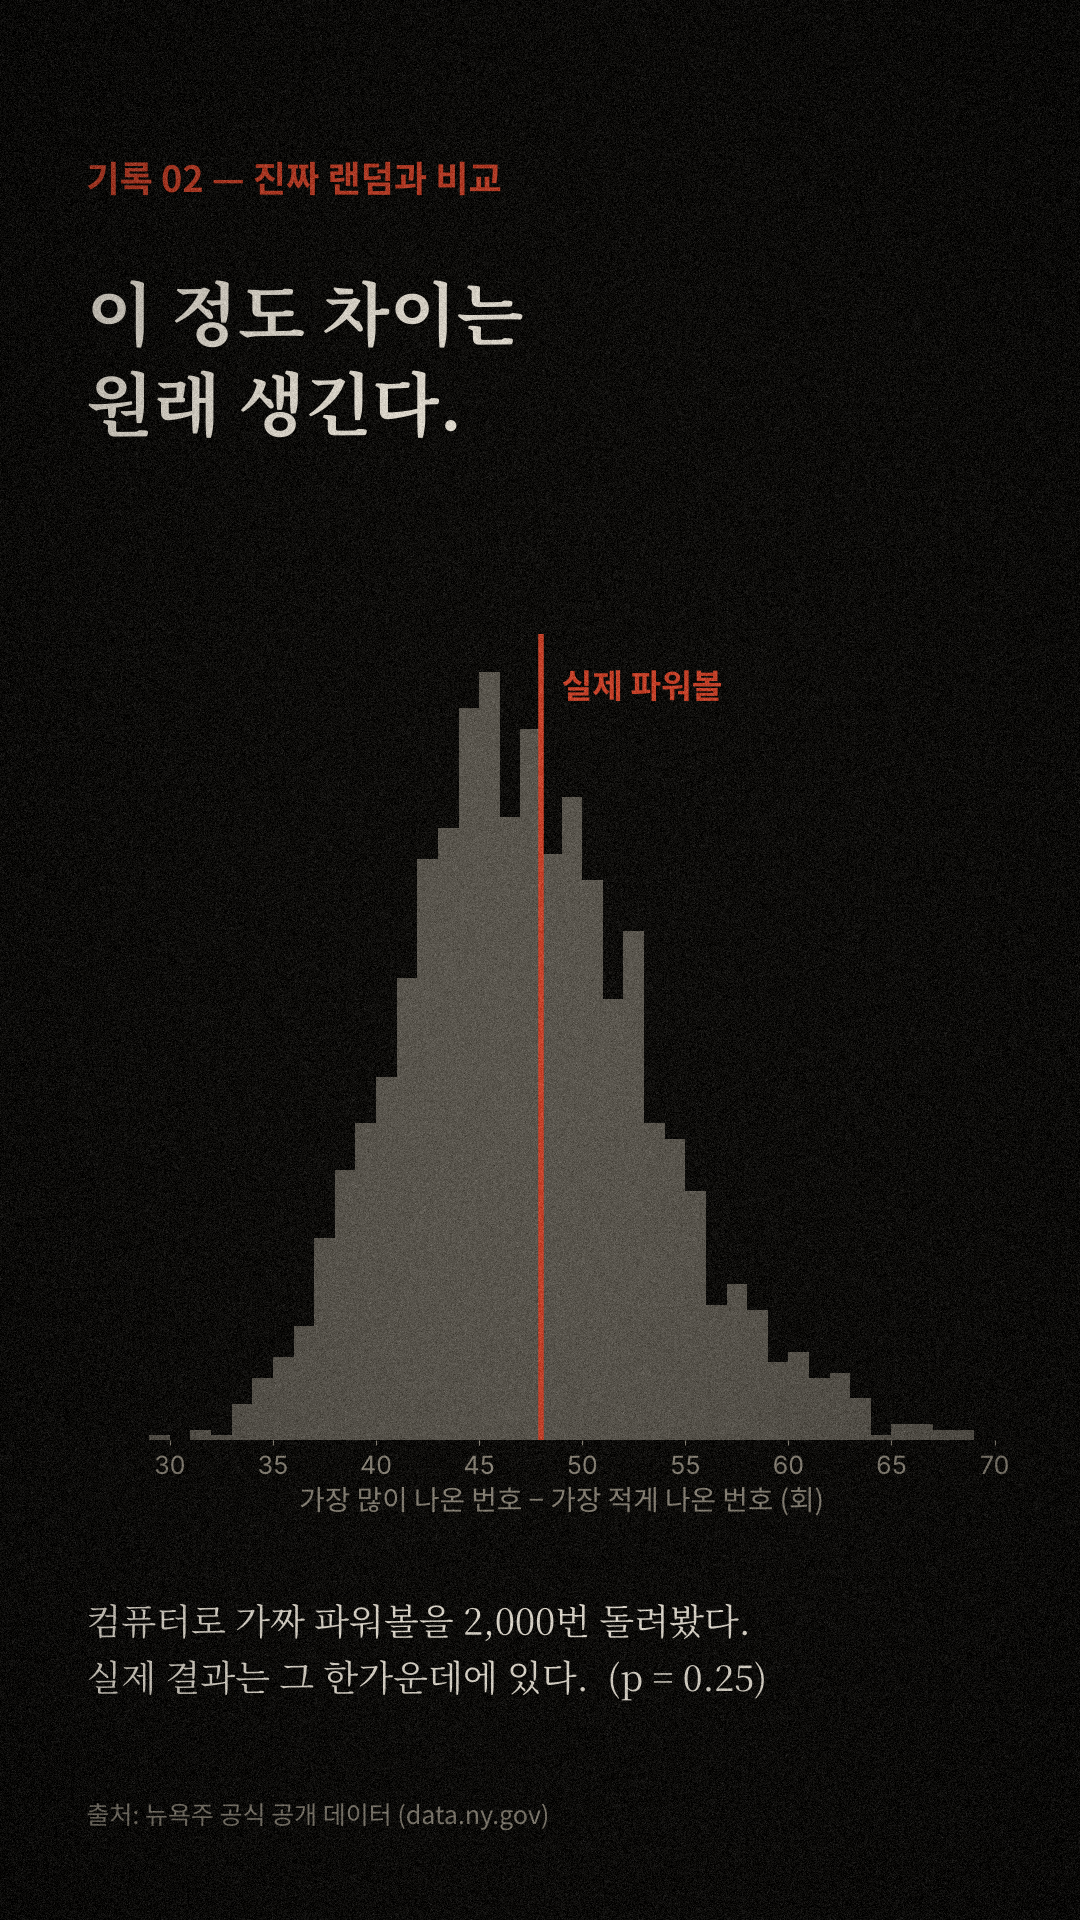 기록 02 — 진짜 랜덤과 비교
이 정도 차이는
원래 생긴다.
실제 파워볼
30 35 40 45 50 55 60 65 70
가장 많이 나온 번호 − 가장 적게 나온 번호 (회)
컴퓨터로 가짜 파워볼을 2,000번 돌려봤다.
실제 결과는 그 한가운데에 있다. (p = 0.25)
출처: 뉴욕주 공식 공개 데이터 (data.ny.gov)